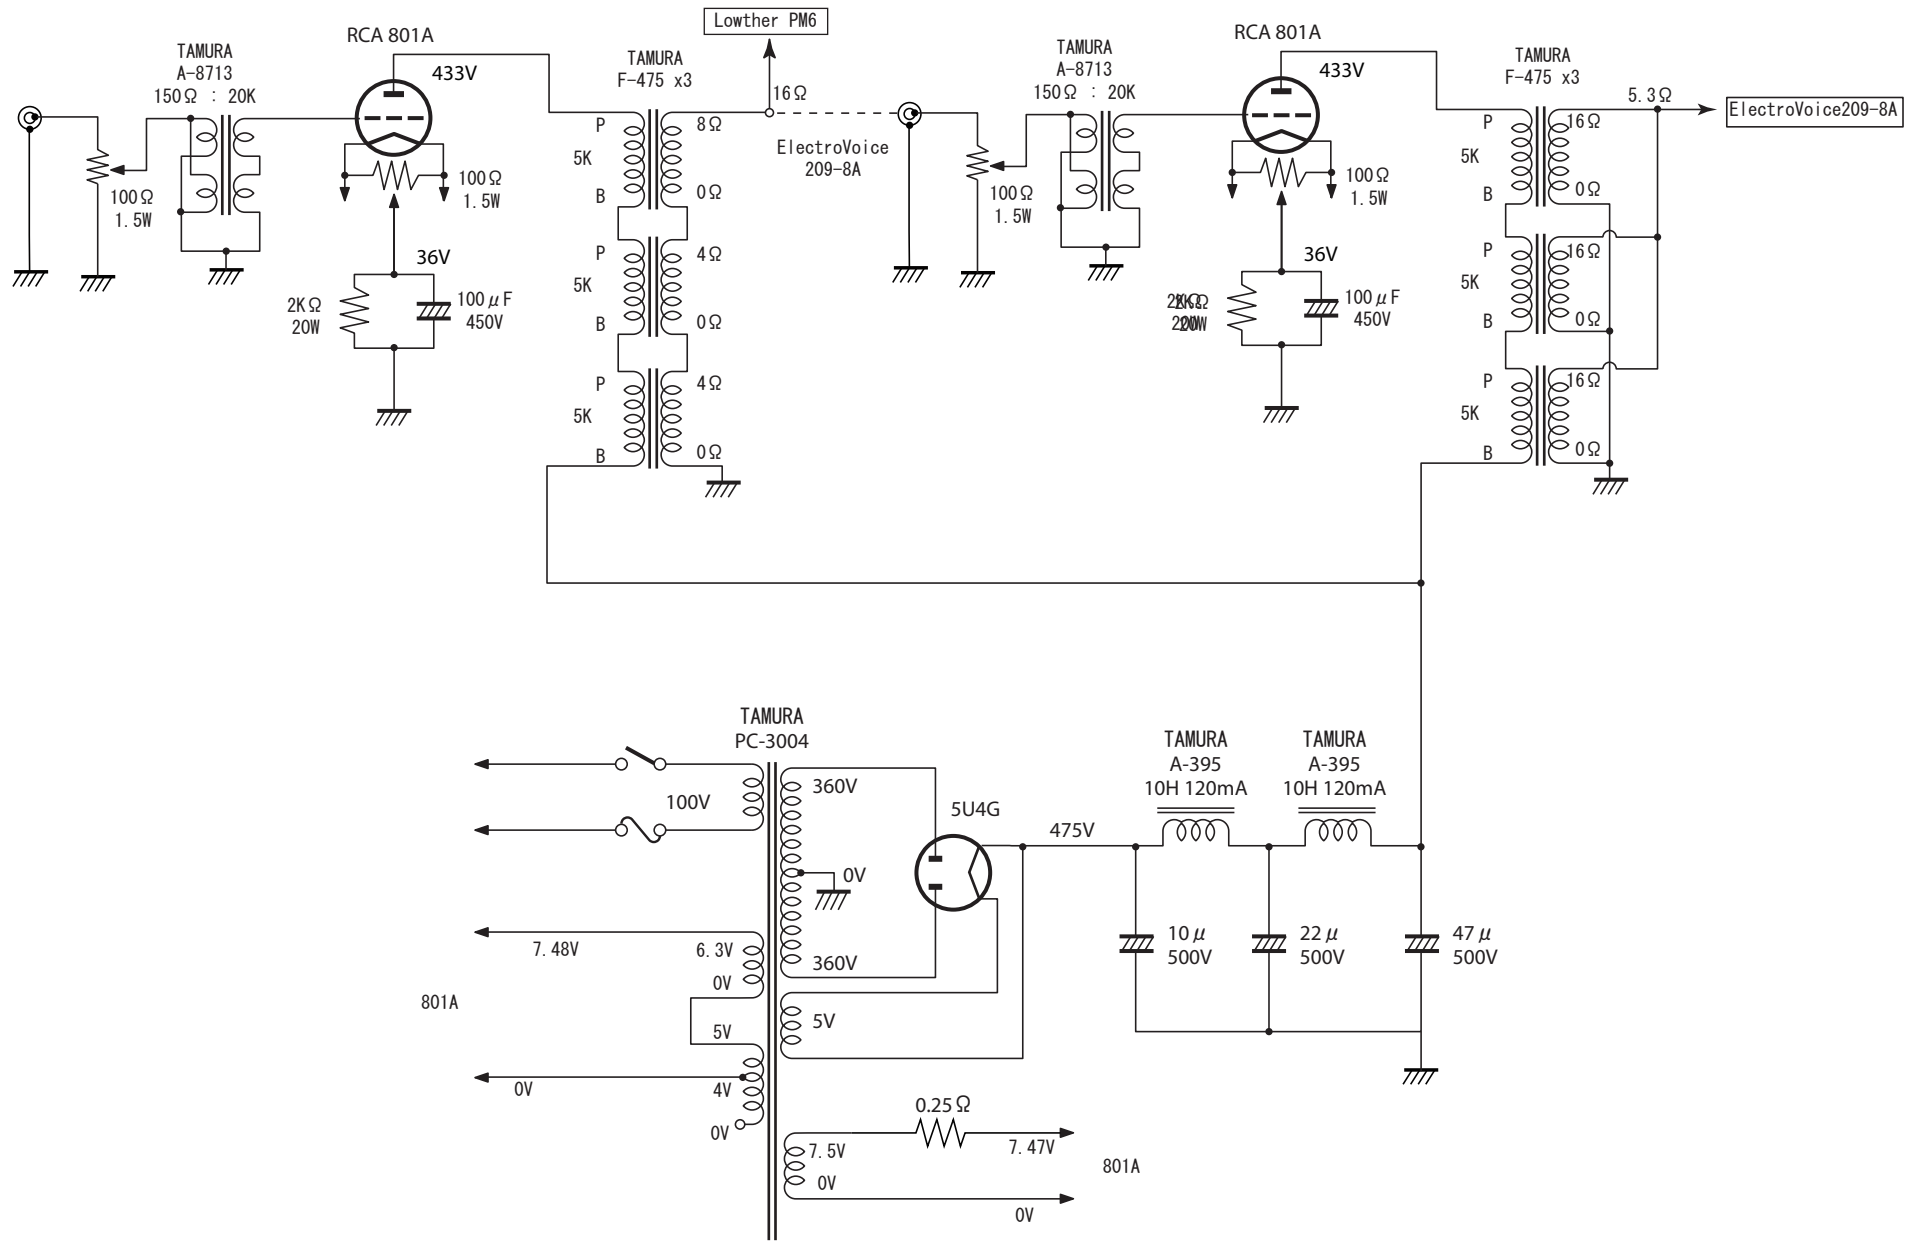 Lowther PM6
RCA 801A
TAMURA
A-8713
150Ω : 20K
433V
TAMURA
F-475 x3
16Ω
100Ω
1.5W
100Ω
1.5W
36V
2KΩ
20W
100μF
450V
P
5K
B
8Ω
0Ω
P
5K
B
4Ω
0Ω
P
5K
B
4Ω
0Ω
ElectroVoice
209-8A
RCA 801A
TAMURA
A-8713
150Ω : 20K
433V
TAMURA
F-475 x3
5.3Ω
ElectroVoice209-8A
100Ω
1.5W
100Ω
1.5W
36V
2KΩ
20W
100μF
450V
P
5K
B
16Ω
0Ω
P
5K
B
16Ω
0Ω
P
5K
B
16Ω
0Ω
TAMURA
PC-3004
100V
360V
0V
360V
5U4G
475V
TAMURA
A-395
10H 120mA
TAMURA
A-395
10H 120mA
10μ
500V
22μ
500V
47μ
500V
7.48V
6.3V
0V
801A
5V
4V
0V
0V
5V
0.25Ω
7.5V
0V
7.47V
801A
0V